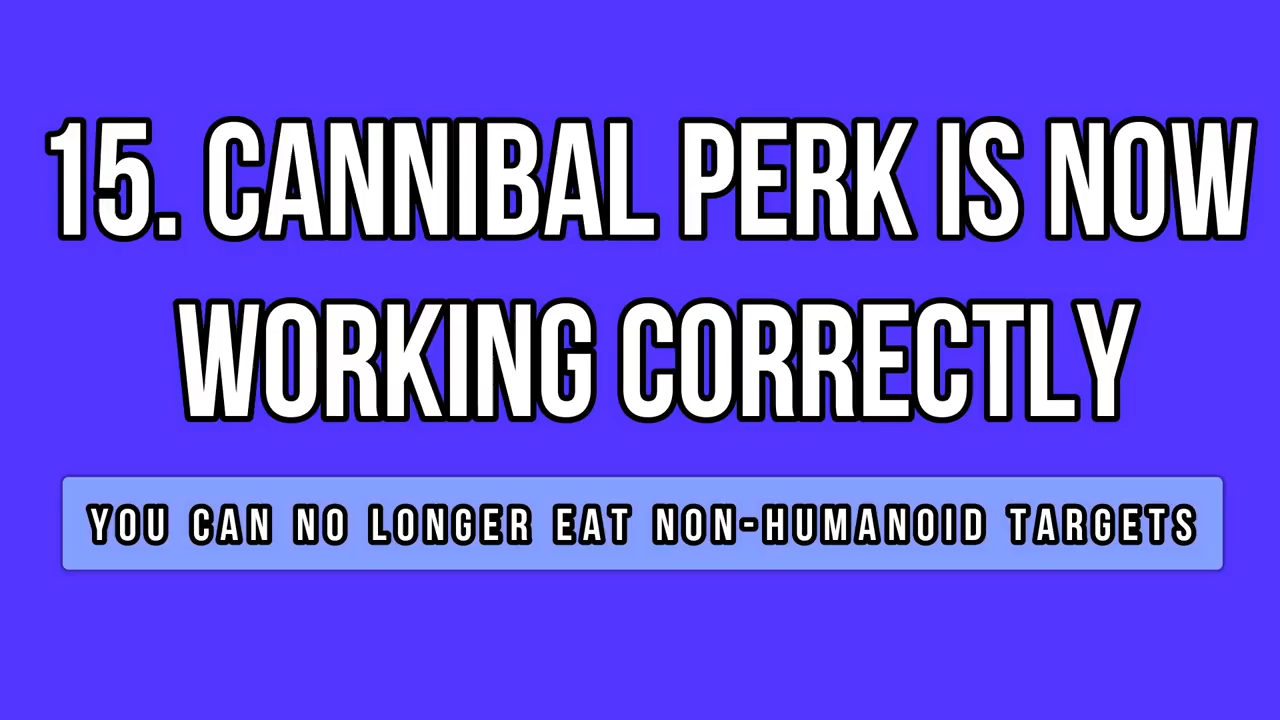 15. CANNIBAL PERK IS NOW
WORKING CORRECTLY
YOU CAN NO LONGER EAT NON-HUMANOID TARGETS